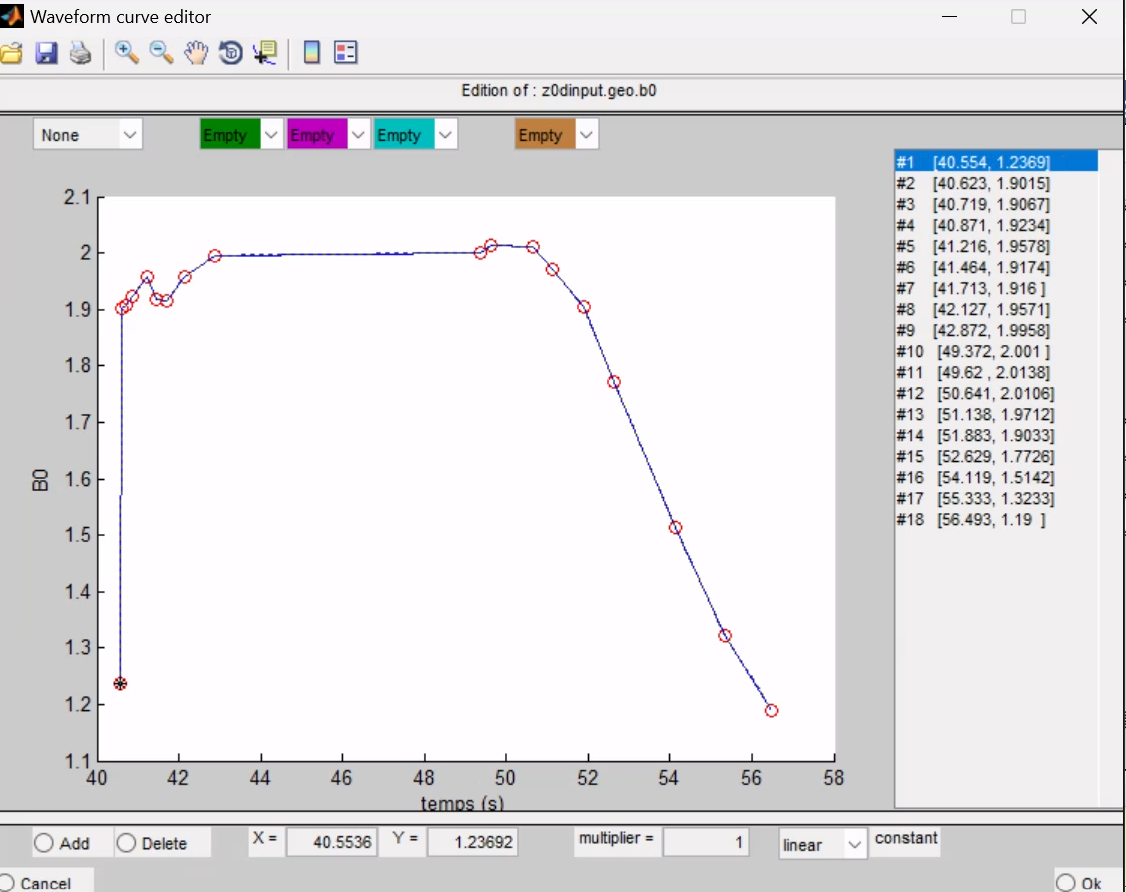 Waveform curve editor
Edition of : z0dinput.geo.b0
None Empty Empty Empty Empty
#1 [40.554, 1.2369]
#2 [40.623, 1.9015]
#3 [40.719, 1.9067]
#4 [40.871, 1.9234]
#5 [41.216, 1.9578]
#6 [41.464, 1.9174]
#7 [41.713, 1.916 ]
#8 [42.127, 1.9571]
#9 [42.872, 1.9958]
#10 [49.372, 2.001 ]
#11 [49.62 , 2.0138]
#12 [50.641, 2.0106]
#13 [51.138, 1.9712]
#14 [51.883, 1.9033]
#15 [52.629, 1.7726]
#16 [54.119, 1.5142]
#17 [55.333, 1.3233]
#18 [56.493, 1.19 ]
2.1
2
1.9
1.8
1.7
1.6
1.5
1.4
1.3
1.2
1.1
B0
40 42 44 46 48 50 52 54 56 58
temps (s)
Add Delete X = 40.5536 Y = 1.23692 multiplier = 1 linear constant
Cancel Ok